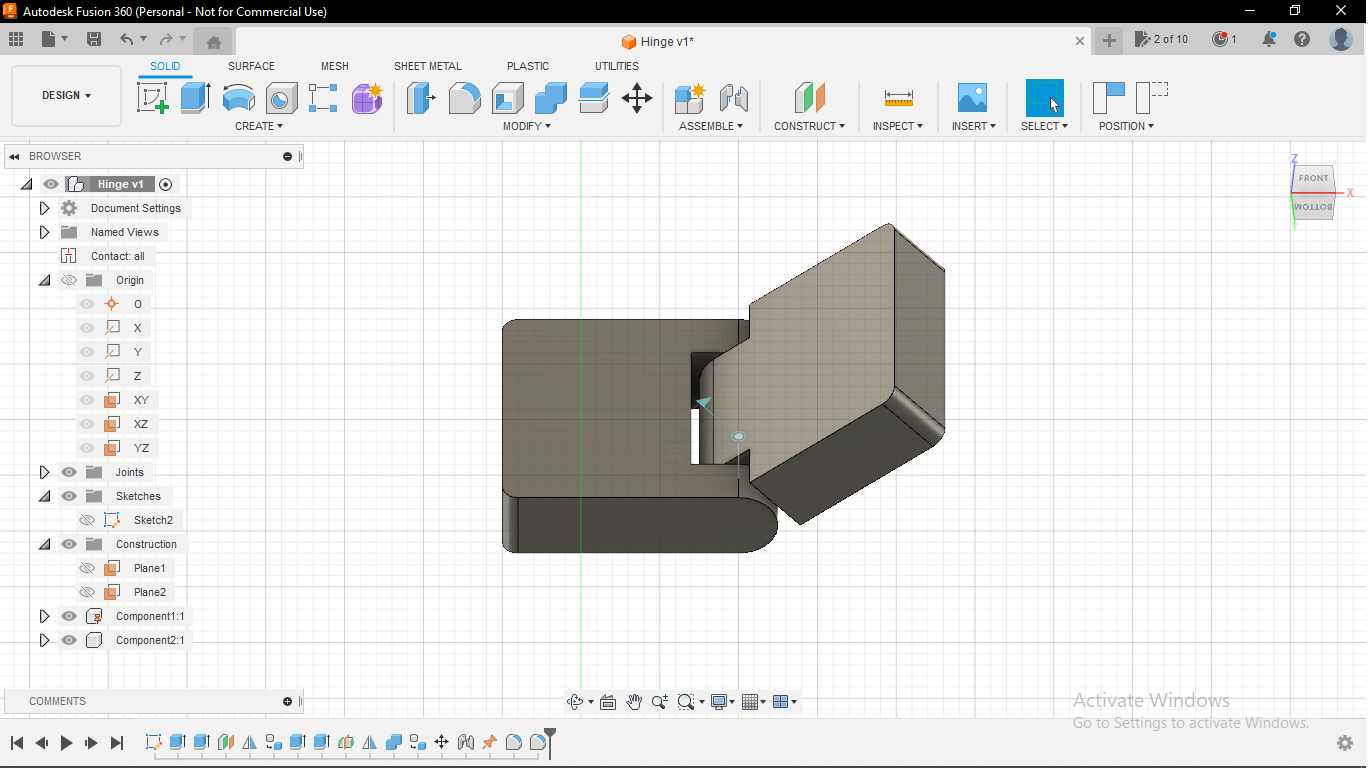 Autodesk Fusion 360 (Personal - Not for Commercial Use)
Hinge v1*
2 of 10
1
SOLID SURFACE MESH SHEET METAL PLASTIC UTILITIES
DESIGN
CREATE MODIFY ASSEMBLE CONSTRUCT INSPECT INSERT SELECT POSITION
BROWSER
Hinge v1
Document Settings
Named Views
Contact: all
Origin
O
X
Y
Z
XY
XZ
YZ
Joints
Sketches
Sketch2
Construction
Plane1
Plane2
Component1:1
Component2:1
Z
FRONT
X
BOTTOM
COMMENTS
Activate Windows
Go to Settings to activate Windows.